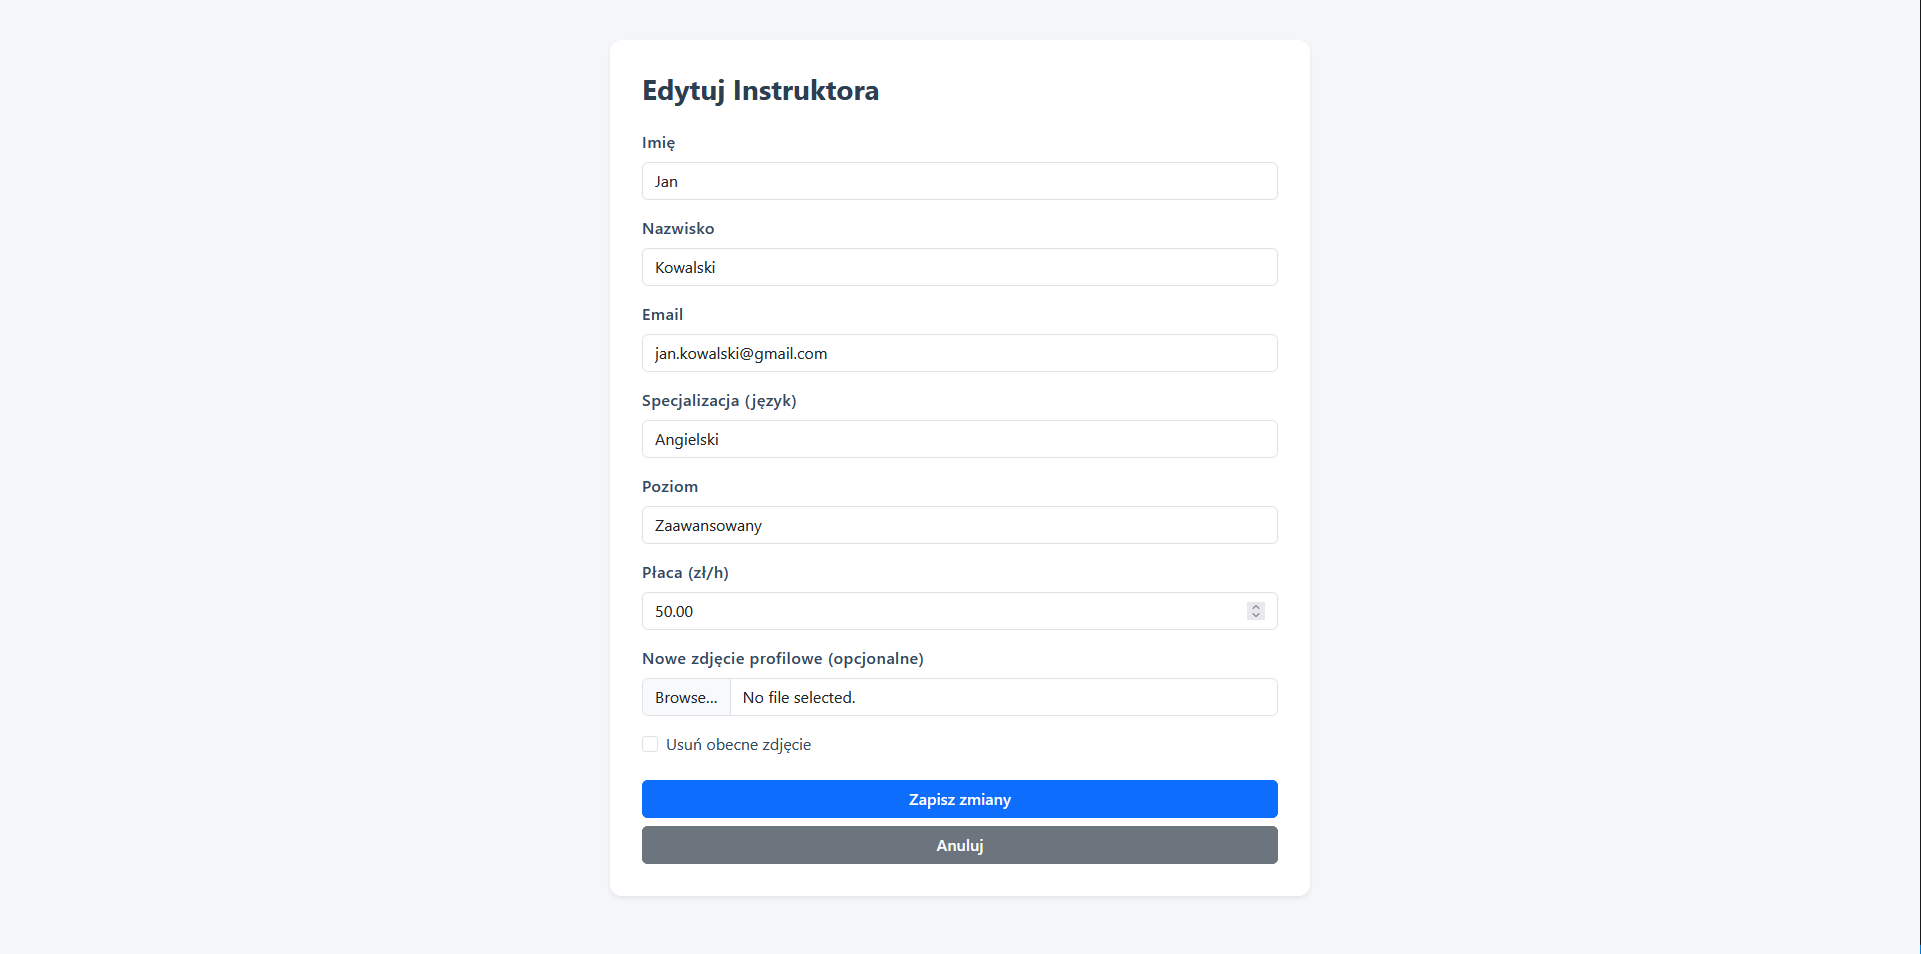 Edytuj Instruktora
Imię
Jan
Nazwisko
Kowalski
Email
jan.kowalski@gmail.com
Specjalizacja (język)
Angielski
Poziom
Zaawansowany
Płaca (zł/h)
50.00
Nowe zdjęcie profilowe (opcjonalne)
Browse... No file selected.
Usuń obecne zdjęcie
Zapisz zmiany
Anuluj